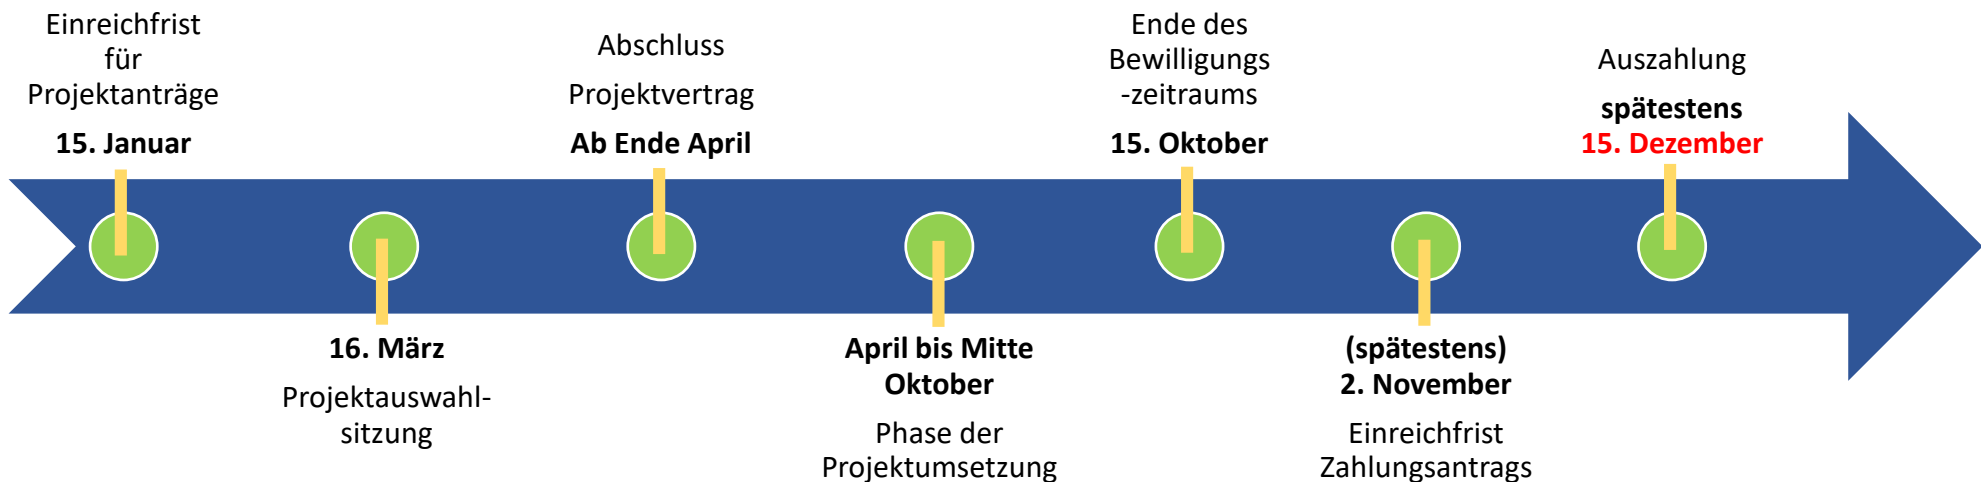 Einreichfrist
für
Projektanträge
15. Januar
16. März
Projektauswahl-
sitzung
Abschluss
Projektvertrag
Ab Ende April
April bis Mitte
Oktober
Phase der
Projektumsetzung
Ende des
Bewilligungs
-zeitraums
15. Oktober
(spätestens)
2. November
Einreichfrist
Zahlungsantrags
Auszahlung
spätestens
15. Dezember